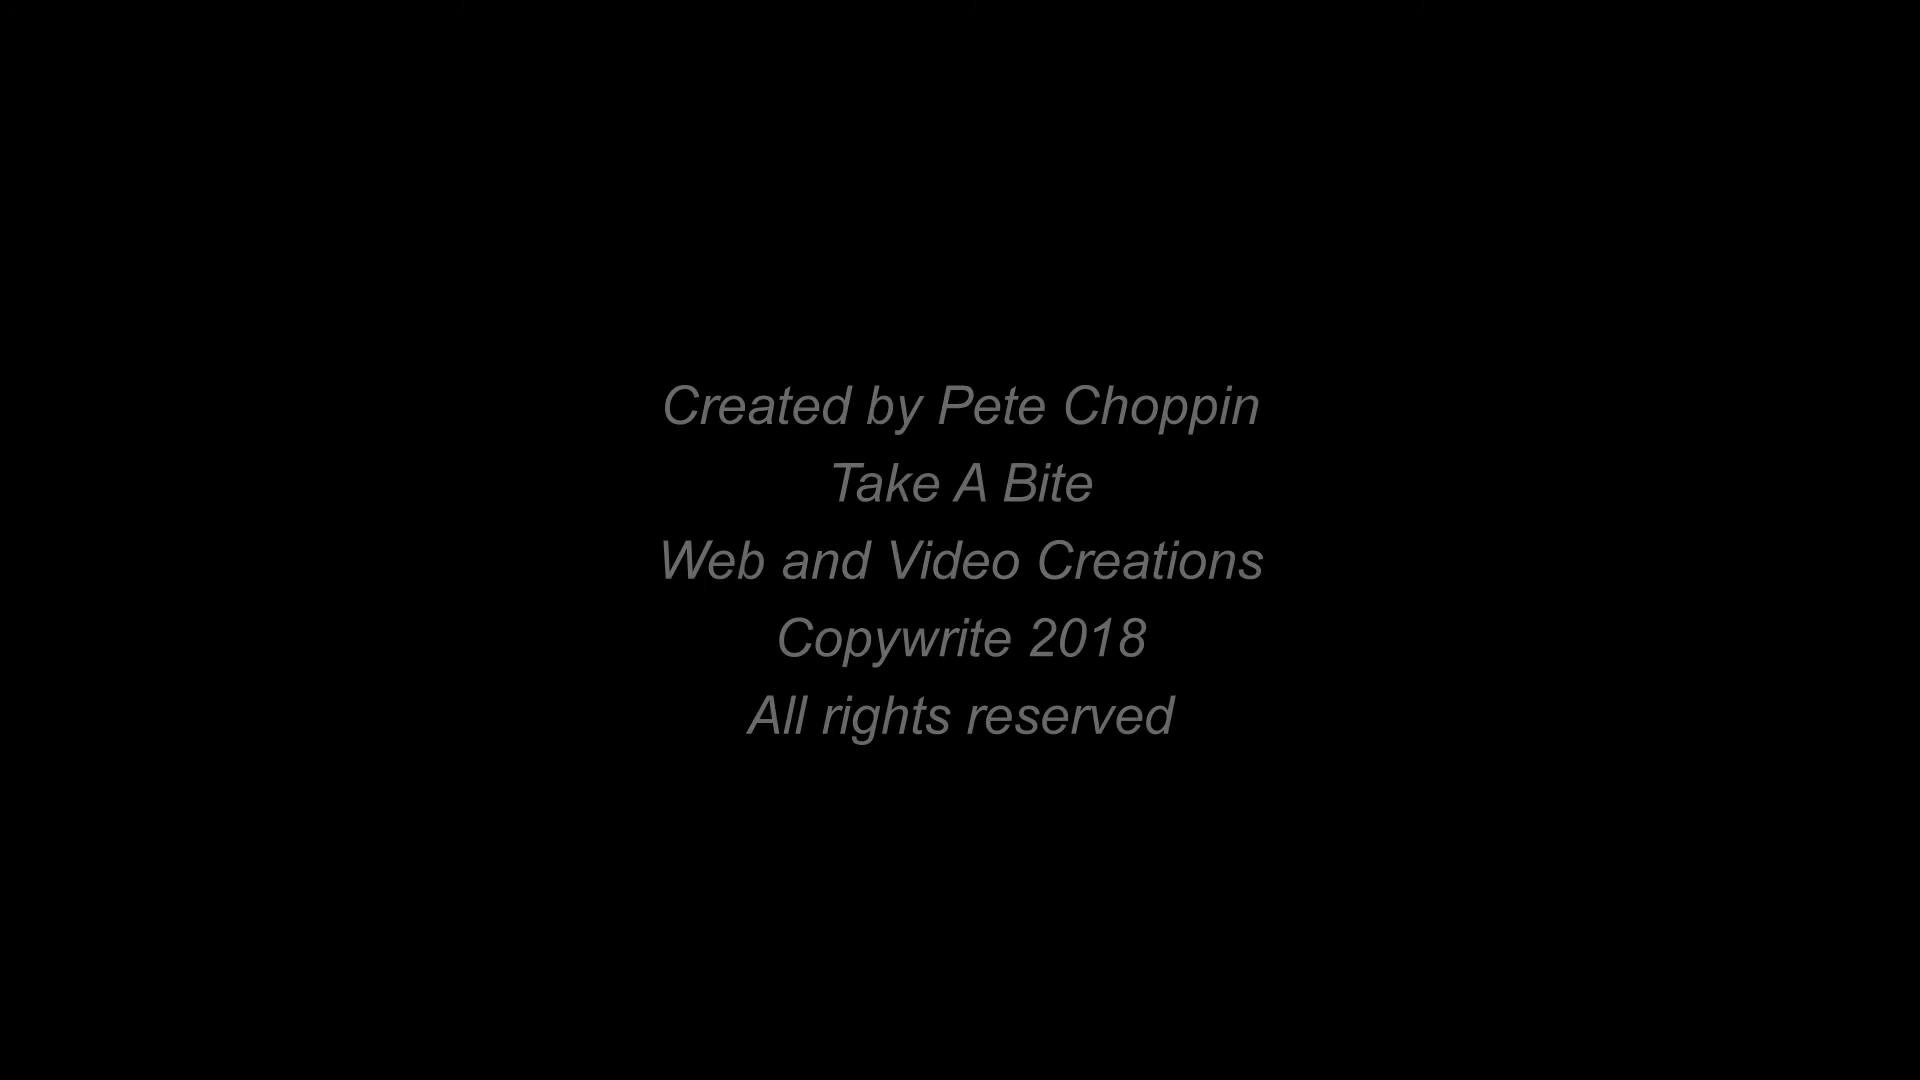 Created by Pete Choppin
Take A Bite
Web and Video Creations
Copywrite 2018
All rights reserved